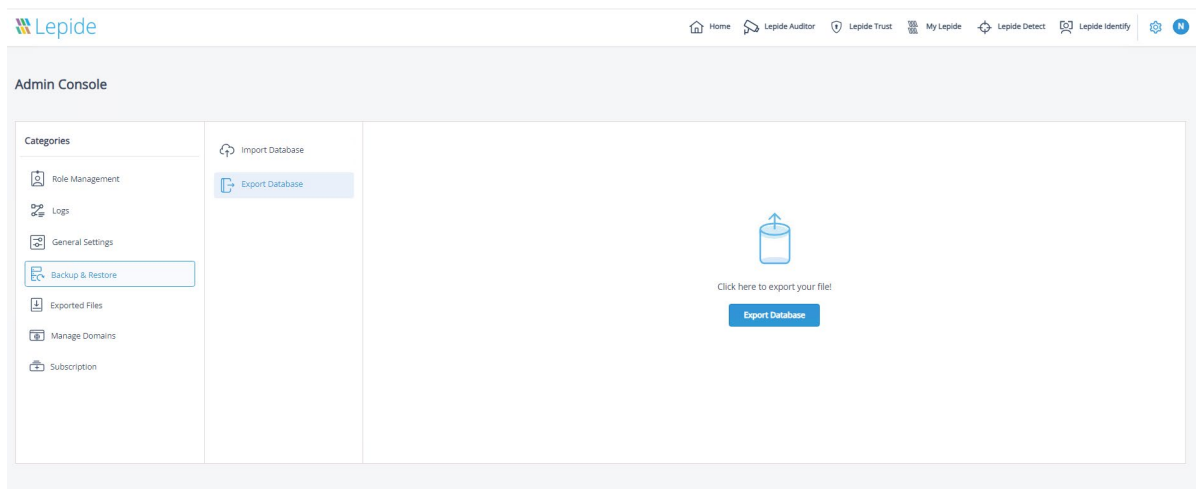 Lepide
Home
Lepide Auditor
Lepide Trust
My Lepide
Lepide Detect
Lepide Identify
N
Admin Console
Categories
Role Management
Logs
General Settings
Backup & Restore
Exported Files
Manage Domains
Subscription
Import Database
Export Database
Click here to export your file!
Export Database